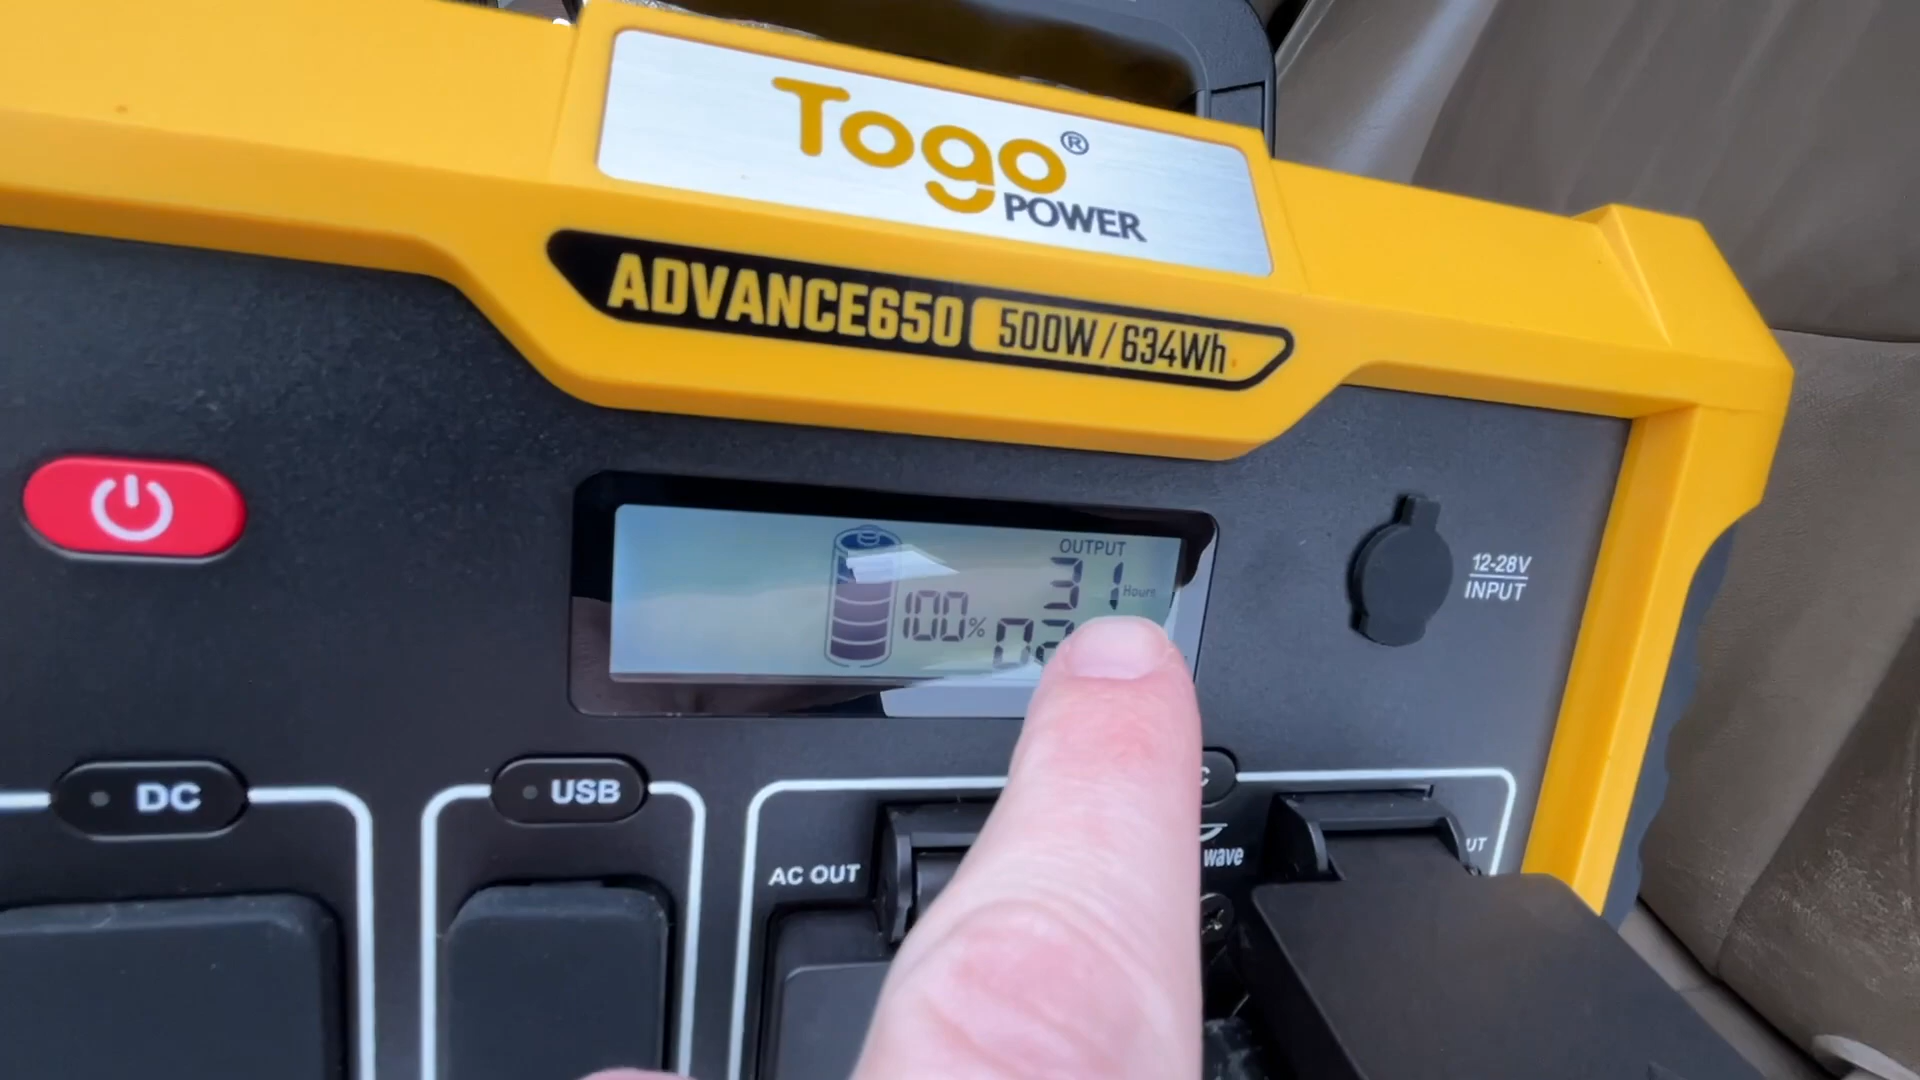 Togo®
POWER
ADVANCE650 500W/634Wh
OUTPUT
31 Hours
100%
12-28V
INPUT
DC
USB
AC OUT
wave